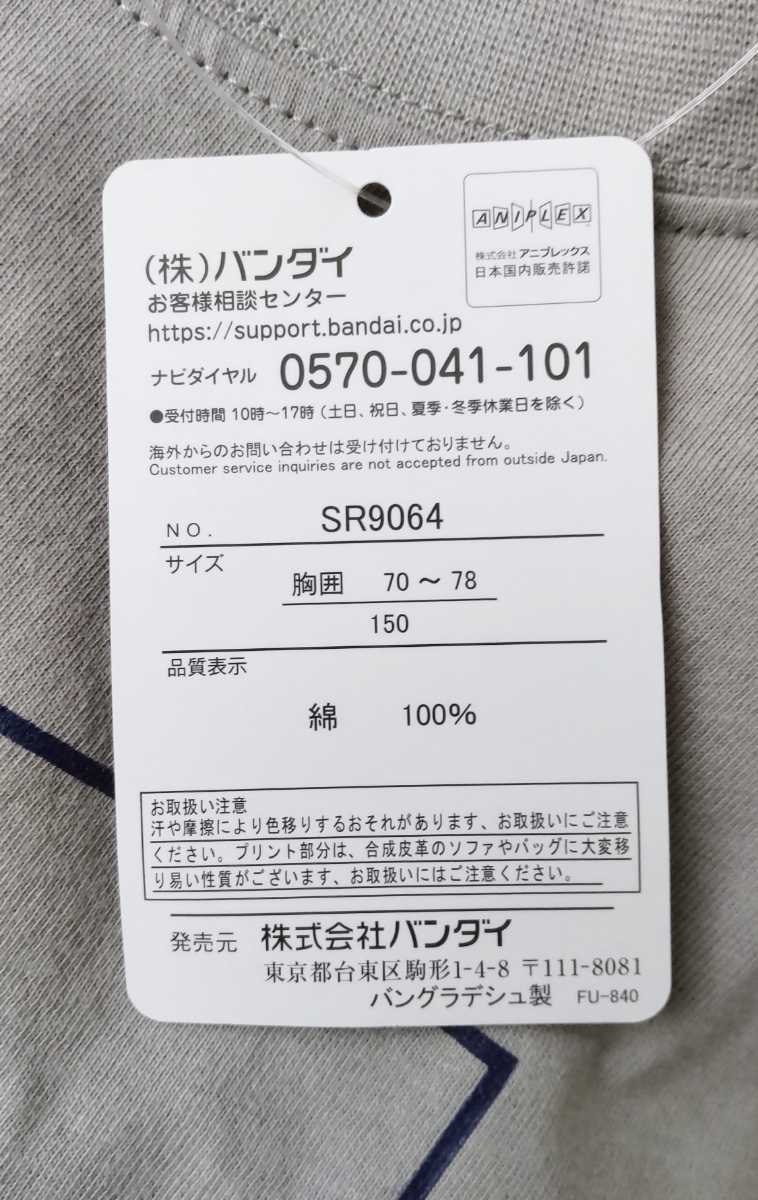 ANIPLEX
株式会社 アニプレックス
日本国内販売許諾
(株)バンダイ
お客様相談センター
https://support.bandai.co.jp
ナビダイヤル 0570-041-101
●受付時間 10時〜17時(土日、祝日、夏季・冬季休業日を除く)
海外からのお問い合わせは受け付けておりません。
Customer service inquiries are not accepted from outside Japan.
NO. SR9064
サイズ
胸囲 70 〜 78
150
品質表示
綿 100%
お取扱い注意
汗や摩擦により色移りするおそれがあります、お取扱いにご注意
ください。プリント部分は、合成皮革のソファやバッグに大変移
り易い性質がございます、お取扱いにはご注意ください。
発売元 株式会社バンダイ
東京都台東区駒形1-4-8 〒111-8081
バングラデシュ製 FU-840